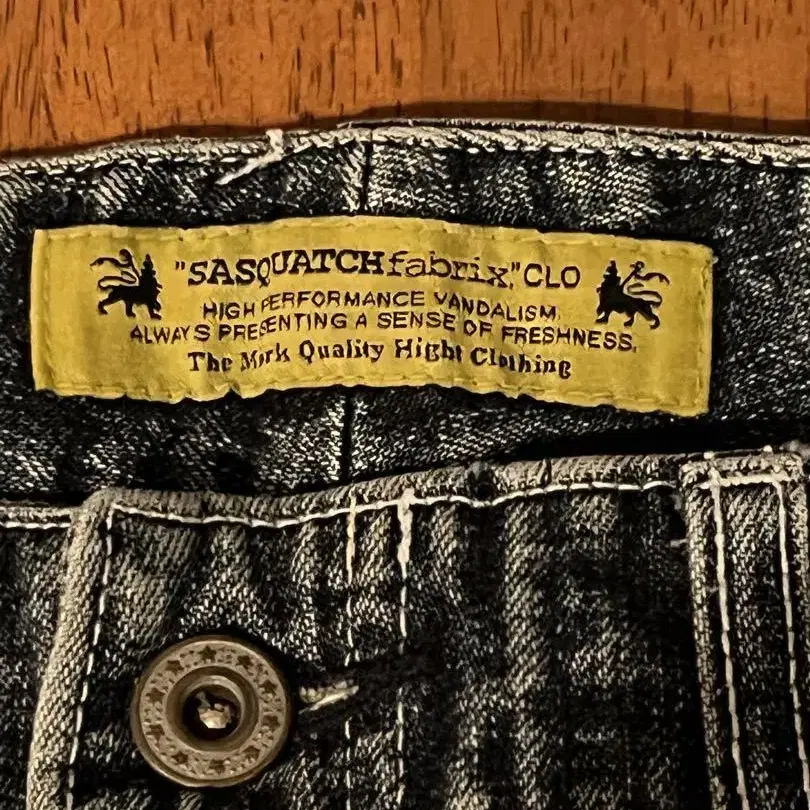 "SASQUATCHfabrix," CLO
HIGH PERFORMANCE VANDALISM.
ALWAYS PRESENTING A SENSE OF FRESHNESS.
The Mirk Quality Hight Clothing